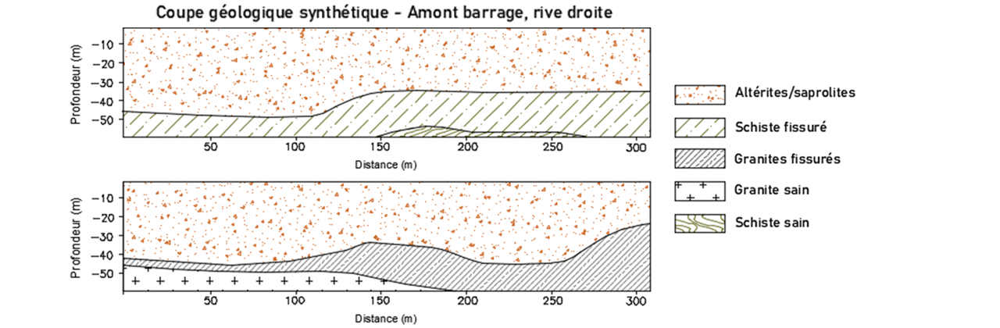 Coupe géologique synthétique - Amont barrage, rive droite
Profondeur (m)
-10
-20
-30
-40
-50
50 100 150 200 250 300
Distance (m)
Profondeur (m)
-10
-20
-30
-40
-50
50 100 150 200 250 300
Distance (m)
Altérites/saprolites
Schiste fissuré
Granites fissurés
Granite sain
Schiste sain